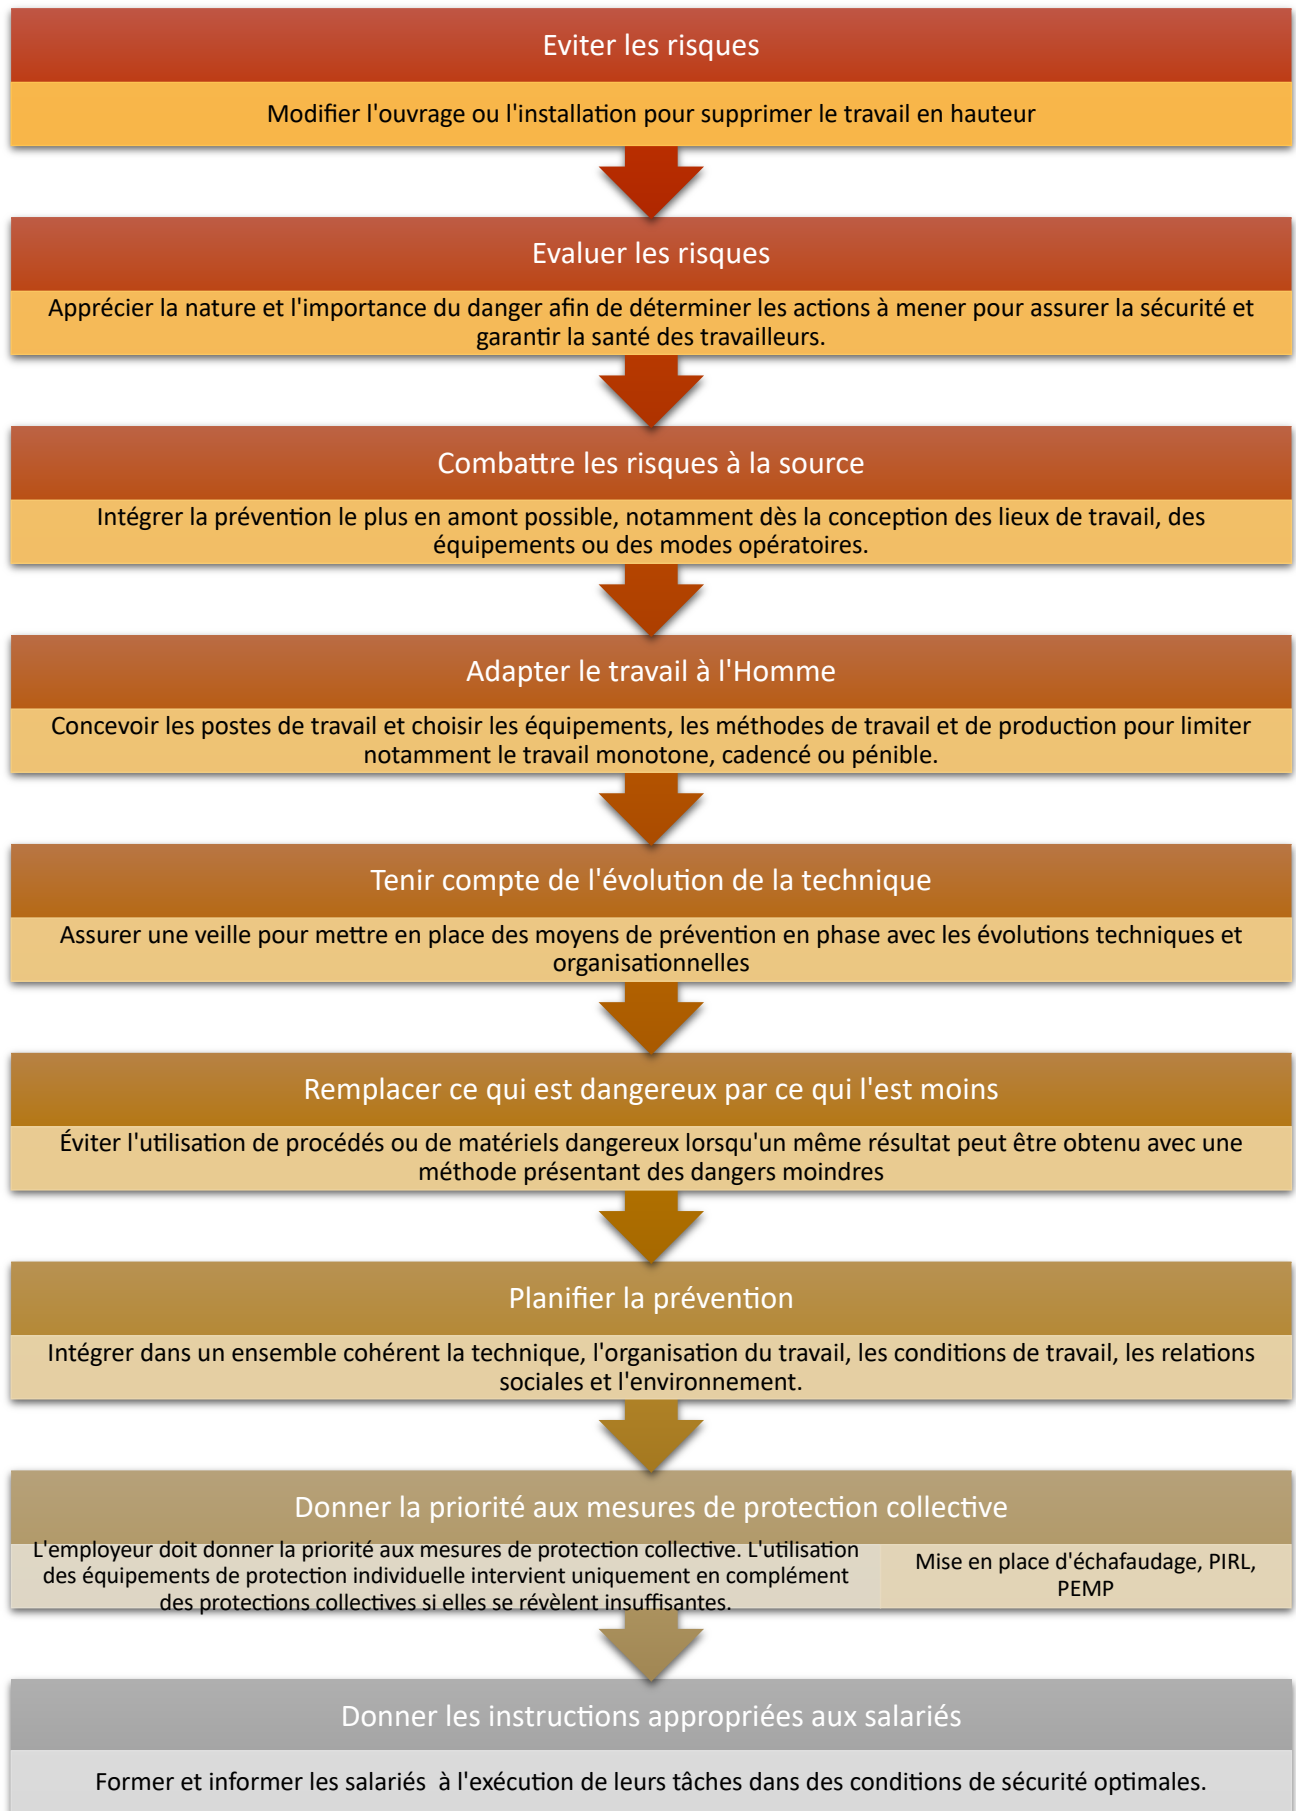 Eviter les risques
Modifier l'ouvrage ou l'installation pour supprimer le travail en hauteur
Evaluer les risques
Apprécier la nature et l'importance du danger afin de déterminer les actions à mener pour assurer la sécurité et
garantir la santé des travailleurs.
Combattre les risques à la source
Intégrer la prévention le plus en amont possible, notamment dès la conception des lieux de travail, des
équipements ou des modes opératoires.
Adapter le travail à l'Homme
Concevoir les postes de travail et choisir les équipements, les méthodes de travail et de production pour limiter
notamment le travail monotone, cadencé ou pénible.
Tenir compte de l'évolution de la technique
Assurer une veille pour mettre en place des moyens de prévention en phase avec les évolutions techniques et
organisationnelles
Remplacer ce qui est dangereux par ce qui l'est moins
Éviter l'utilisation de procédés ou de matériels dangereux lorsqu'un même résultat peut être obtenu avec une
méthode présentant des dangers moindres
Planifier la prévention
Intégrer dans un ensemble cohérent la technique, l'organisation du travail, les conditions de travail, les relations
sociales et l'environnement.
Donner la priorité aux mesures de protection collective
L'employeur doit donner la priorité aux mesures de protection collective. L'utilisation
des équipements de protection individuelle intervient uniquement en complément
des protections collectives si elles se révèlent insuffisantes.
Mise en place d'échafaudage, PIRL,
PEMP
Donner les instructions appropriées aux salariés
Former et informer les salariés  à l'exécution de leurs tâches dans des conditions de sécurité optimales.